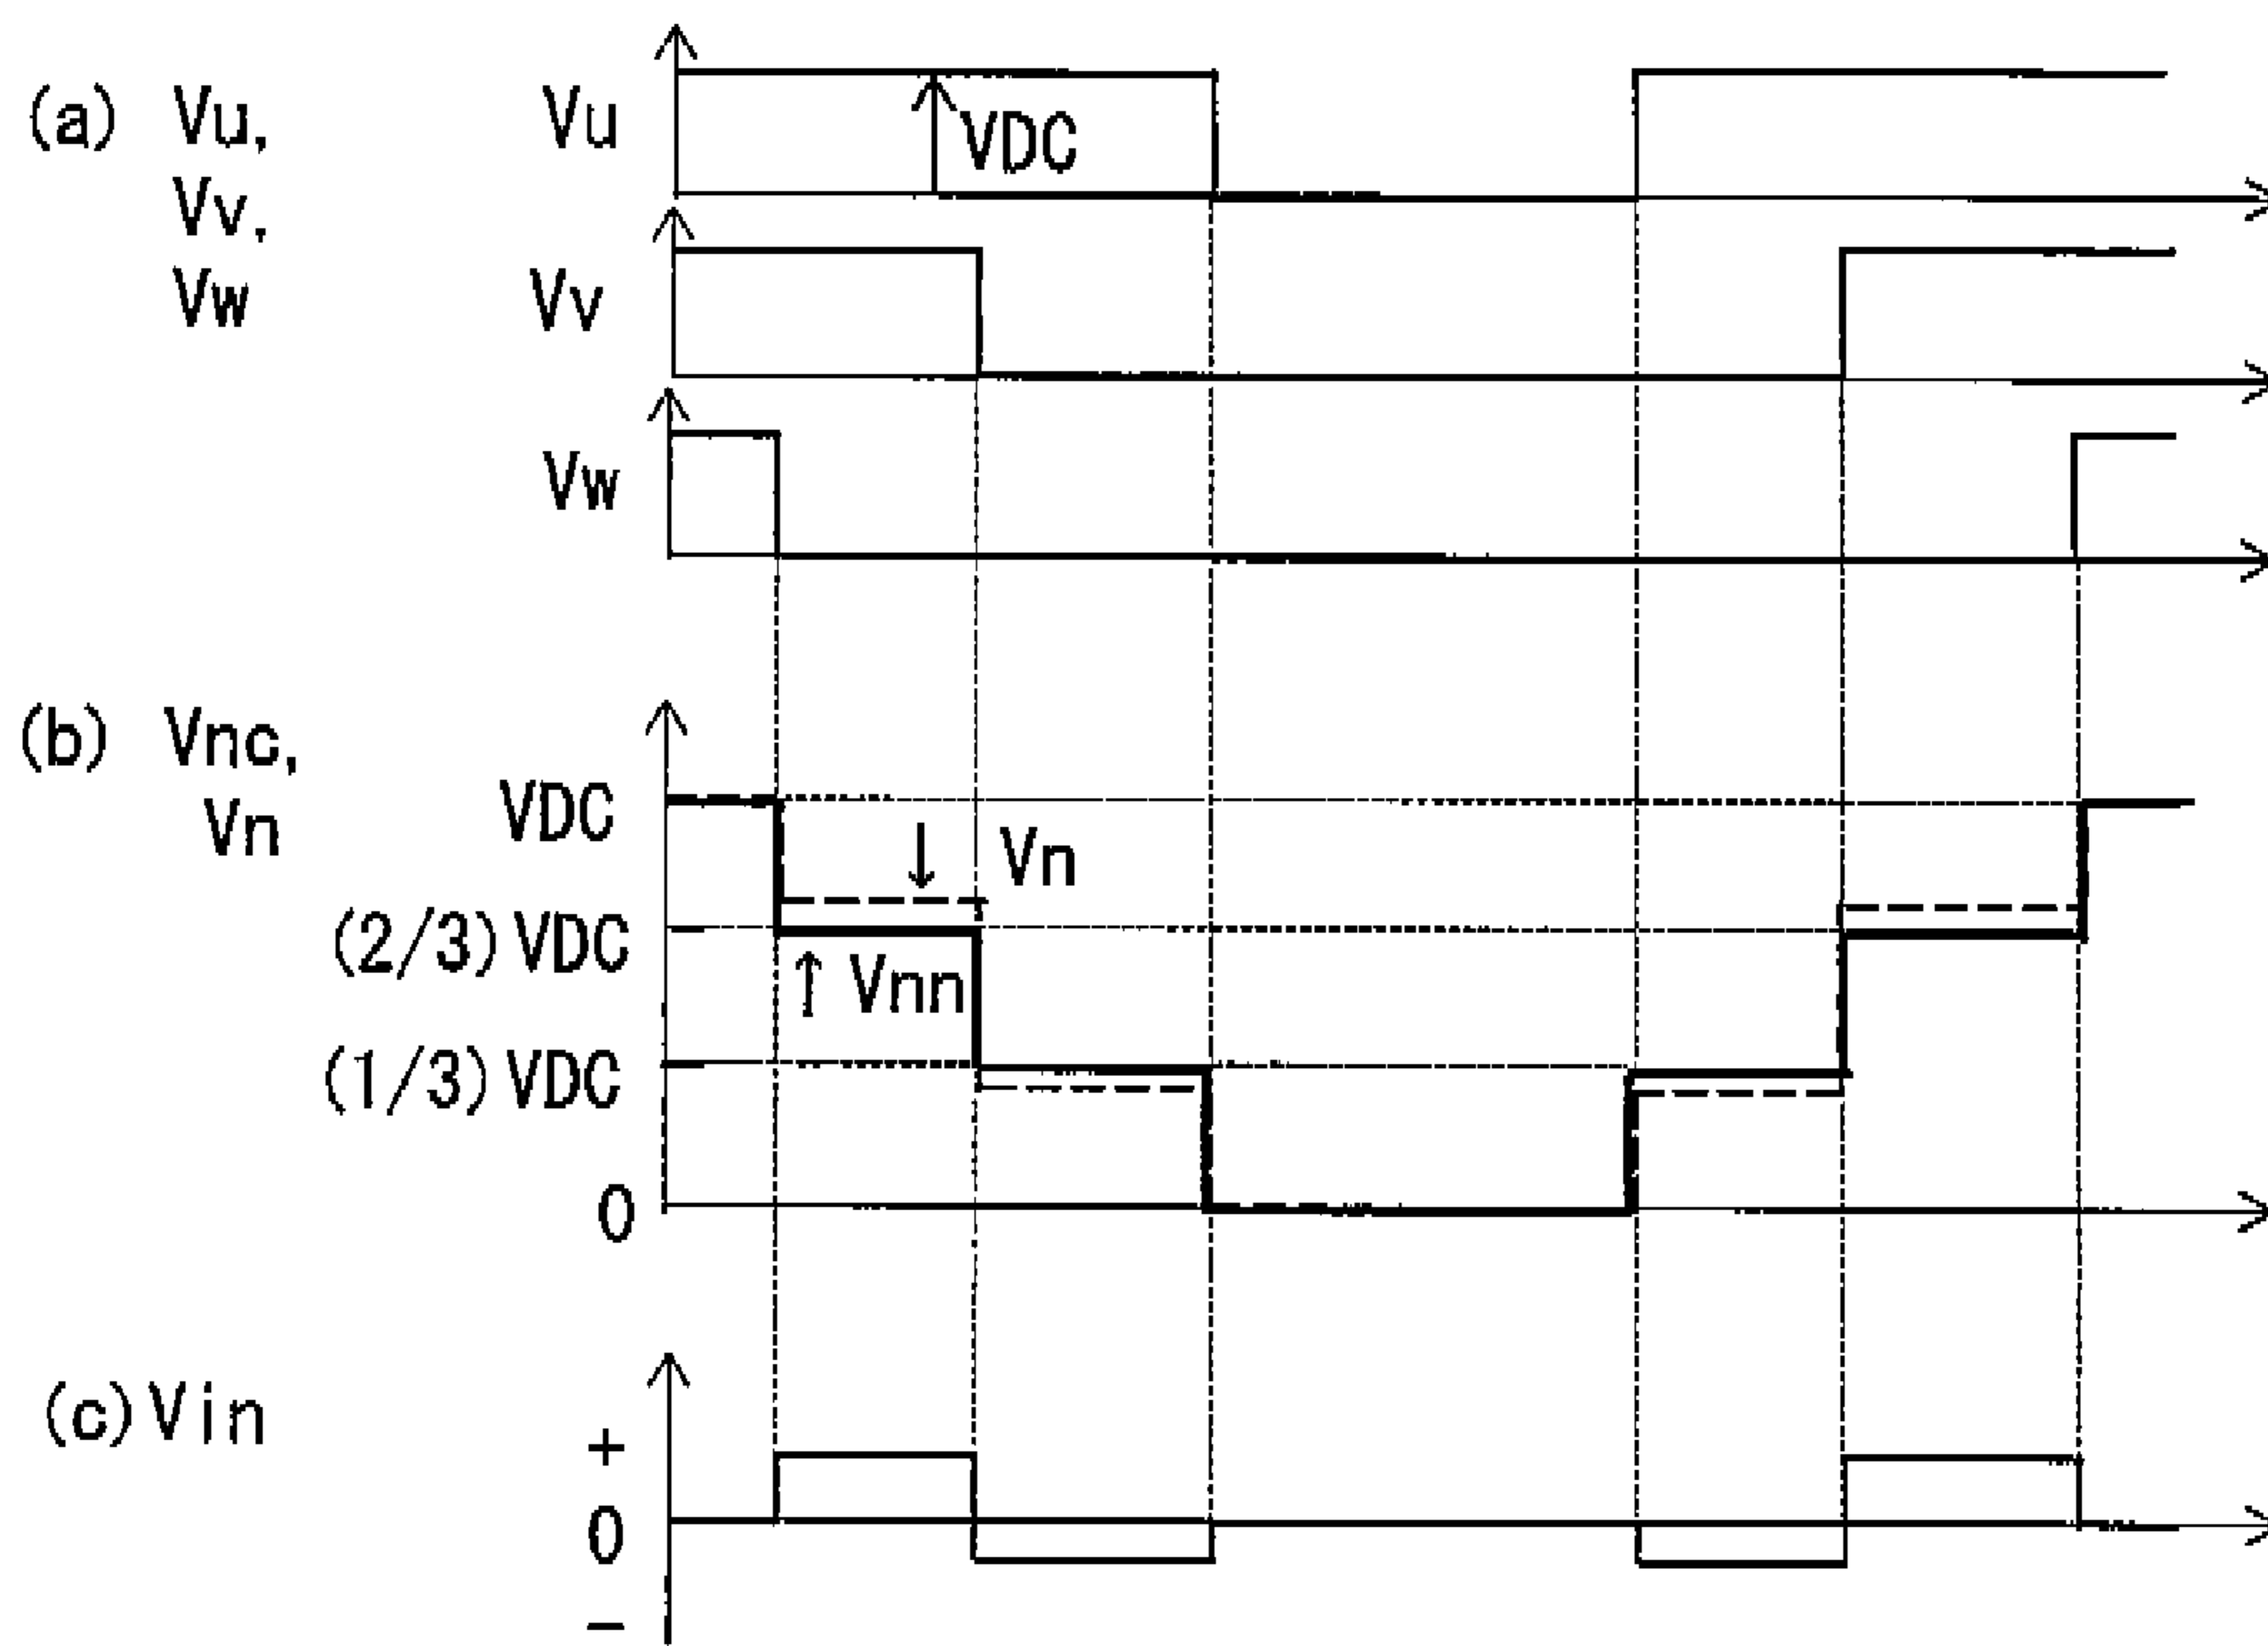 (a) Vu,
Vv,
Vw
Vu
VDC
Vv
Vw
(b) Vnc,
Vn
VDC
Vn
(2/3)VDC
Vnn
(1/3)VDC
0
(c)Vin
+
0
−